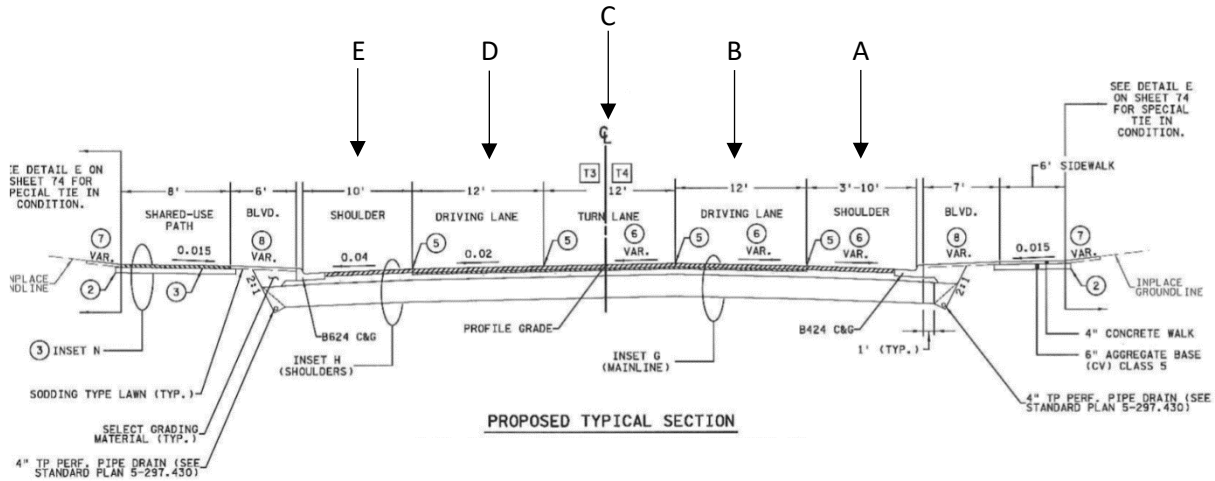 C
E
D
B
A
℄
T3
T4
SEE DETAIL E
ON SHEET 74
FOR SPECIAL
TIE IN
CONDITION.
6' SIDEWALK
E DETAIL E ON
SHEET 74 FOR
PECIAL TIE IN
CONDITION.
8'
6'
10'
12'
12'
12'
3'-10'
7'
SHARED-USE
PATH
BLVD.
SHOULDER
DRIVING LANE
TURN LANE
DRIVING LANE
SHOULDER
BLVD.
7
VAR.
0.015
8
VAR.
0.04
5
0.02
5
6
VAR.
5
6
VAR.
5
6
VAR.
8
VAR.
0.015
7
VAR.
INPLACE
NDLINE
2
3
2:1
2:1
2
INPLACE
GROUNDLINE
B624 C&G
PROFILE GRADE
B424 C&G
4" CONCRETE WALK
3 INSET N
INSET H
(SHOULDERS)
INSET G
(MAINLINE)
1' (TYP.)
6" AGGREGATE BASE
(CV) CLASS 5
SODDING TYPE LAWN (TYP.)
4" TP PERF. PIPE DRAIN (SEE
STANDARD PLAN 5-297.430)
SELECT GRADING
MATERIAL (TYP.)
PROPOSED TYPICAL SECTION
4" TP PERF. PIPE DRAIN (SEE
STANDARD PLAN 5-297.430)